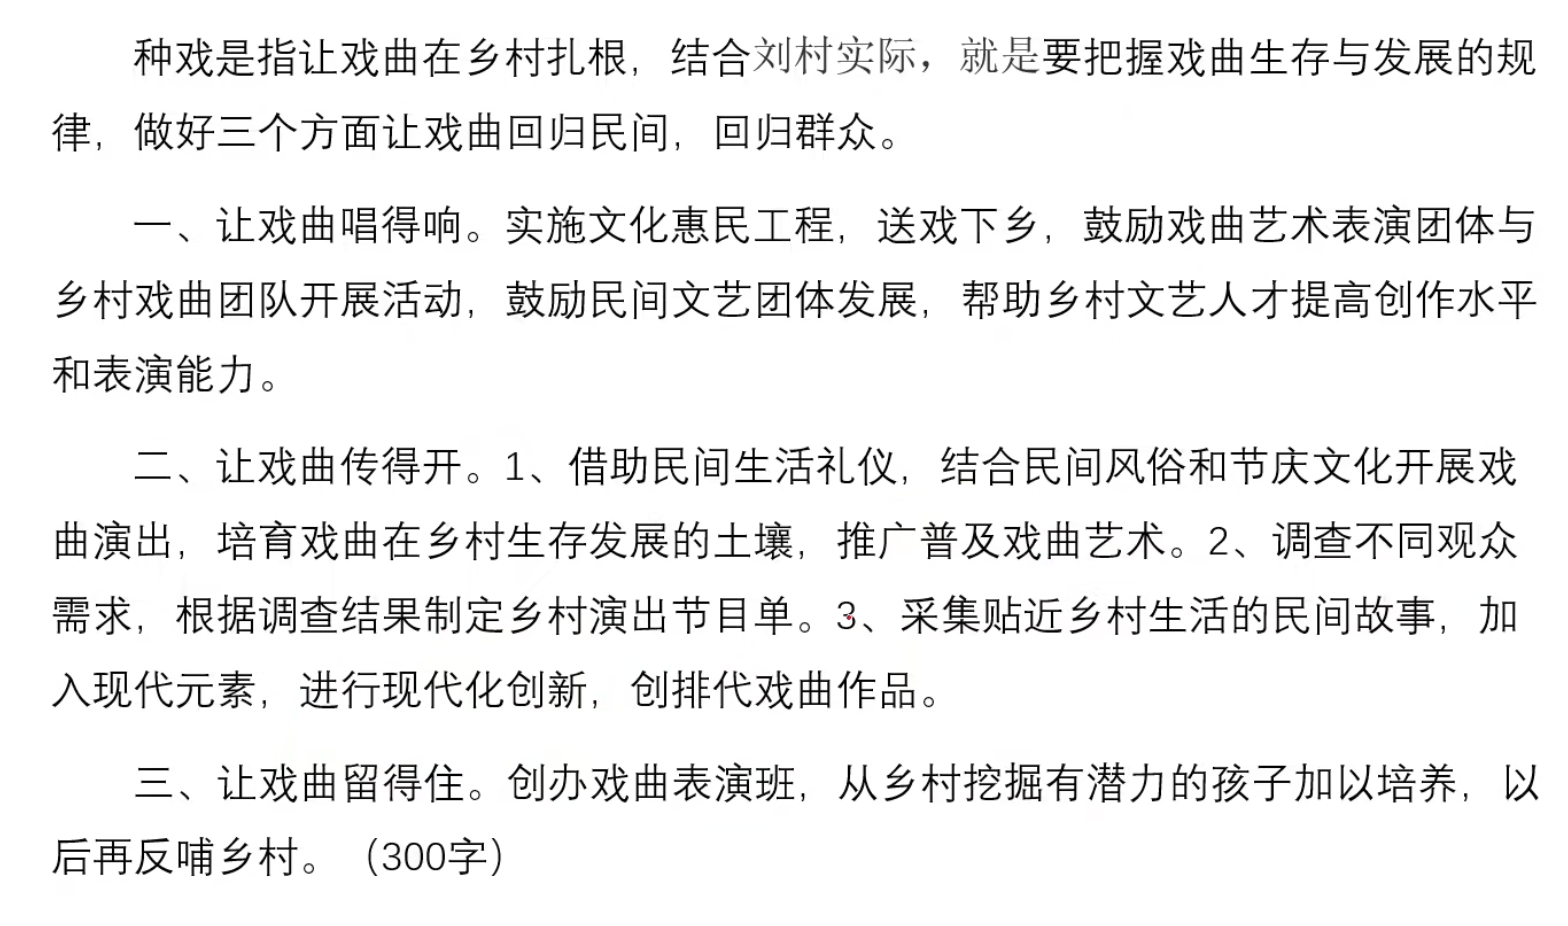 种戏是指让戏曲在乡村扎根，结合刘村实际，就是要把握戏曲生存与发展的规
律，做好三个方面让戏曲回归民间，回归群众。
一、让戏曲唱得响。实施文化惠民工程，送戏下乡，鼓励戏曲艺术表演团体与
乡村戏曲团队开展活动，鼓励民间文艺团体发展，帮助乡村文艺人才提高创作水平
和表演能力。
二、让戏曲传得开。1、借助民间生活礼仪，结合民间风俗和节庆文化开展戏
曲演出，培育戏曲在乡村生存发展的土壤，推广普及戏曲艺术。2、调查不同观众
需求，根据调查结果制定乡村演出节目单。3、采集贴近乡村生活的民间故事，加
入现代元素，进行现代化创新，创排代戏曲作品。
三、让戏曲留得住。创办戏曲表演班，从乡村挖掘有潜力的孩子加以培养，以
后再反哺乡村。（300字）